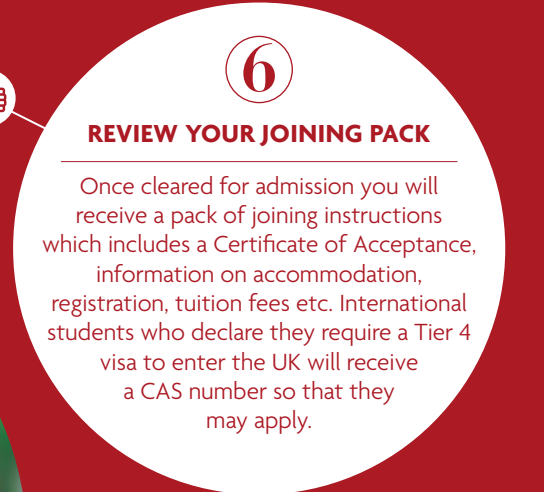 6
REVIEW YOUR JOINING PACK
Once cleared for admission you will
receive a pack of joining instructions
which includes a Certificate of Acceptance,
information on accommodation,
registration, tuition fees etc. International
students who declare they require a Tier 4
visa to enter the UK will receive
a CAS number so that they
may apply.